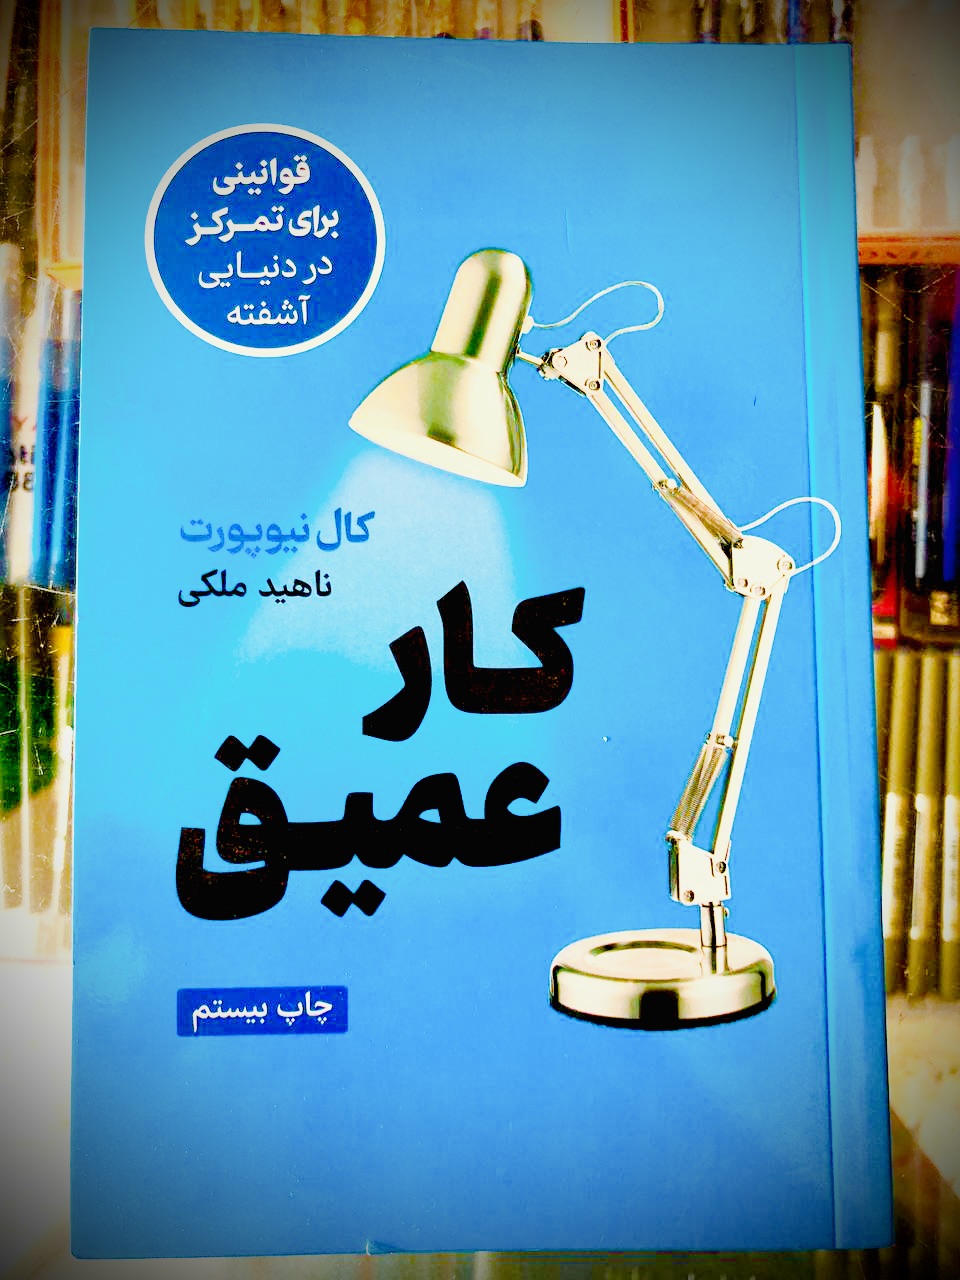 قوانینی
برای تمرکز
در دنیایی
آشفته
کال نیوپورت
ناهید ملکی
کار
عمیق
چاپ بیستم